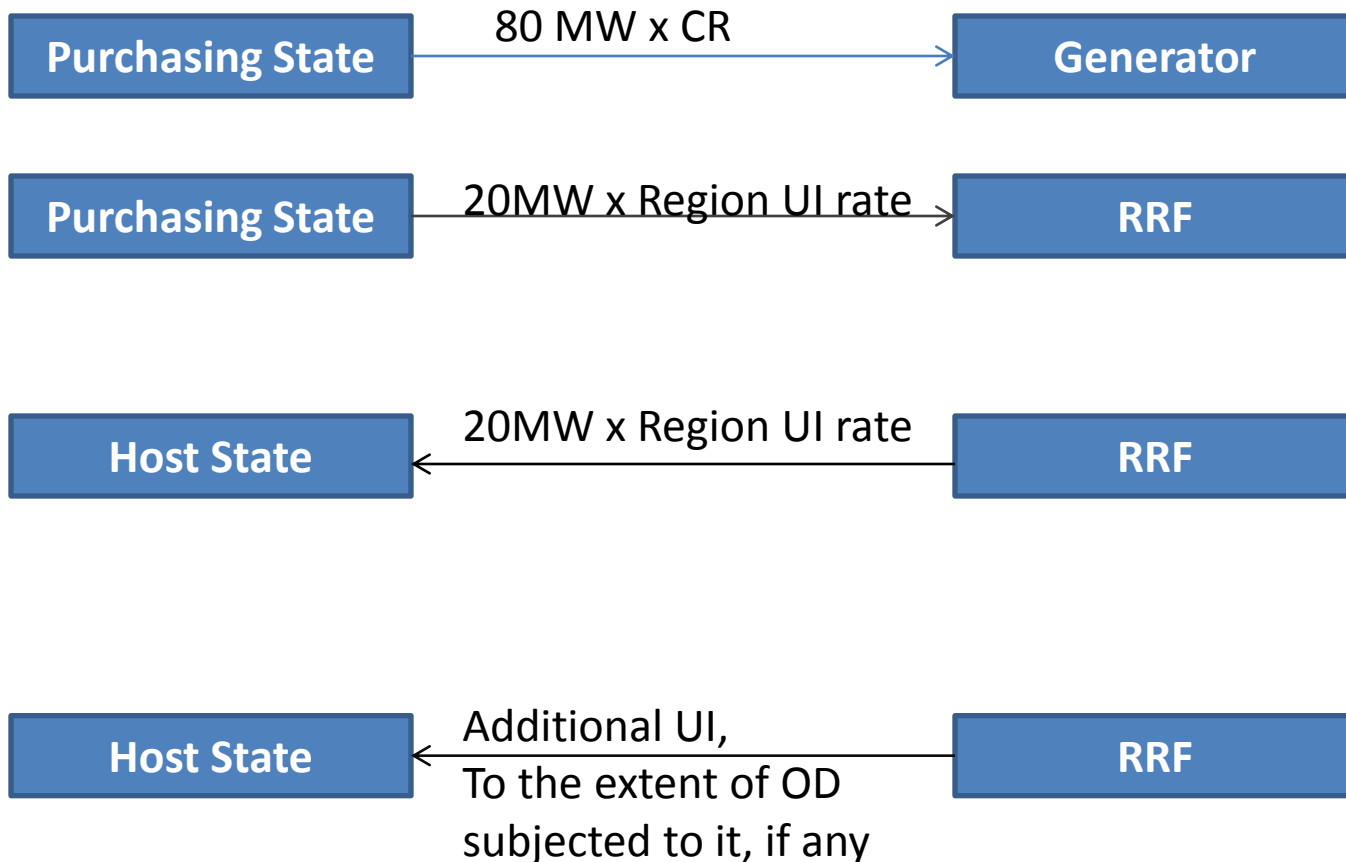 80 MW x CR
Purchasing State
Generator
20MW x Region UI rate
Purchasing State
RRF
20MW x Region UI rate
Host State
RRF
Additional UI,
Host State
RRF
To the extent of OD
subjected to it, if any